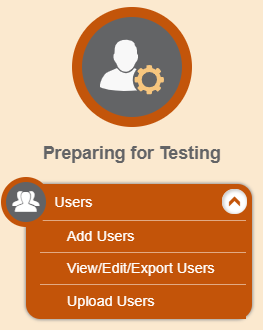 Preparing for Testing
Users
Add Users
View/Edit/Export Users
Upload Users